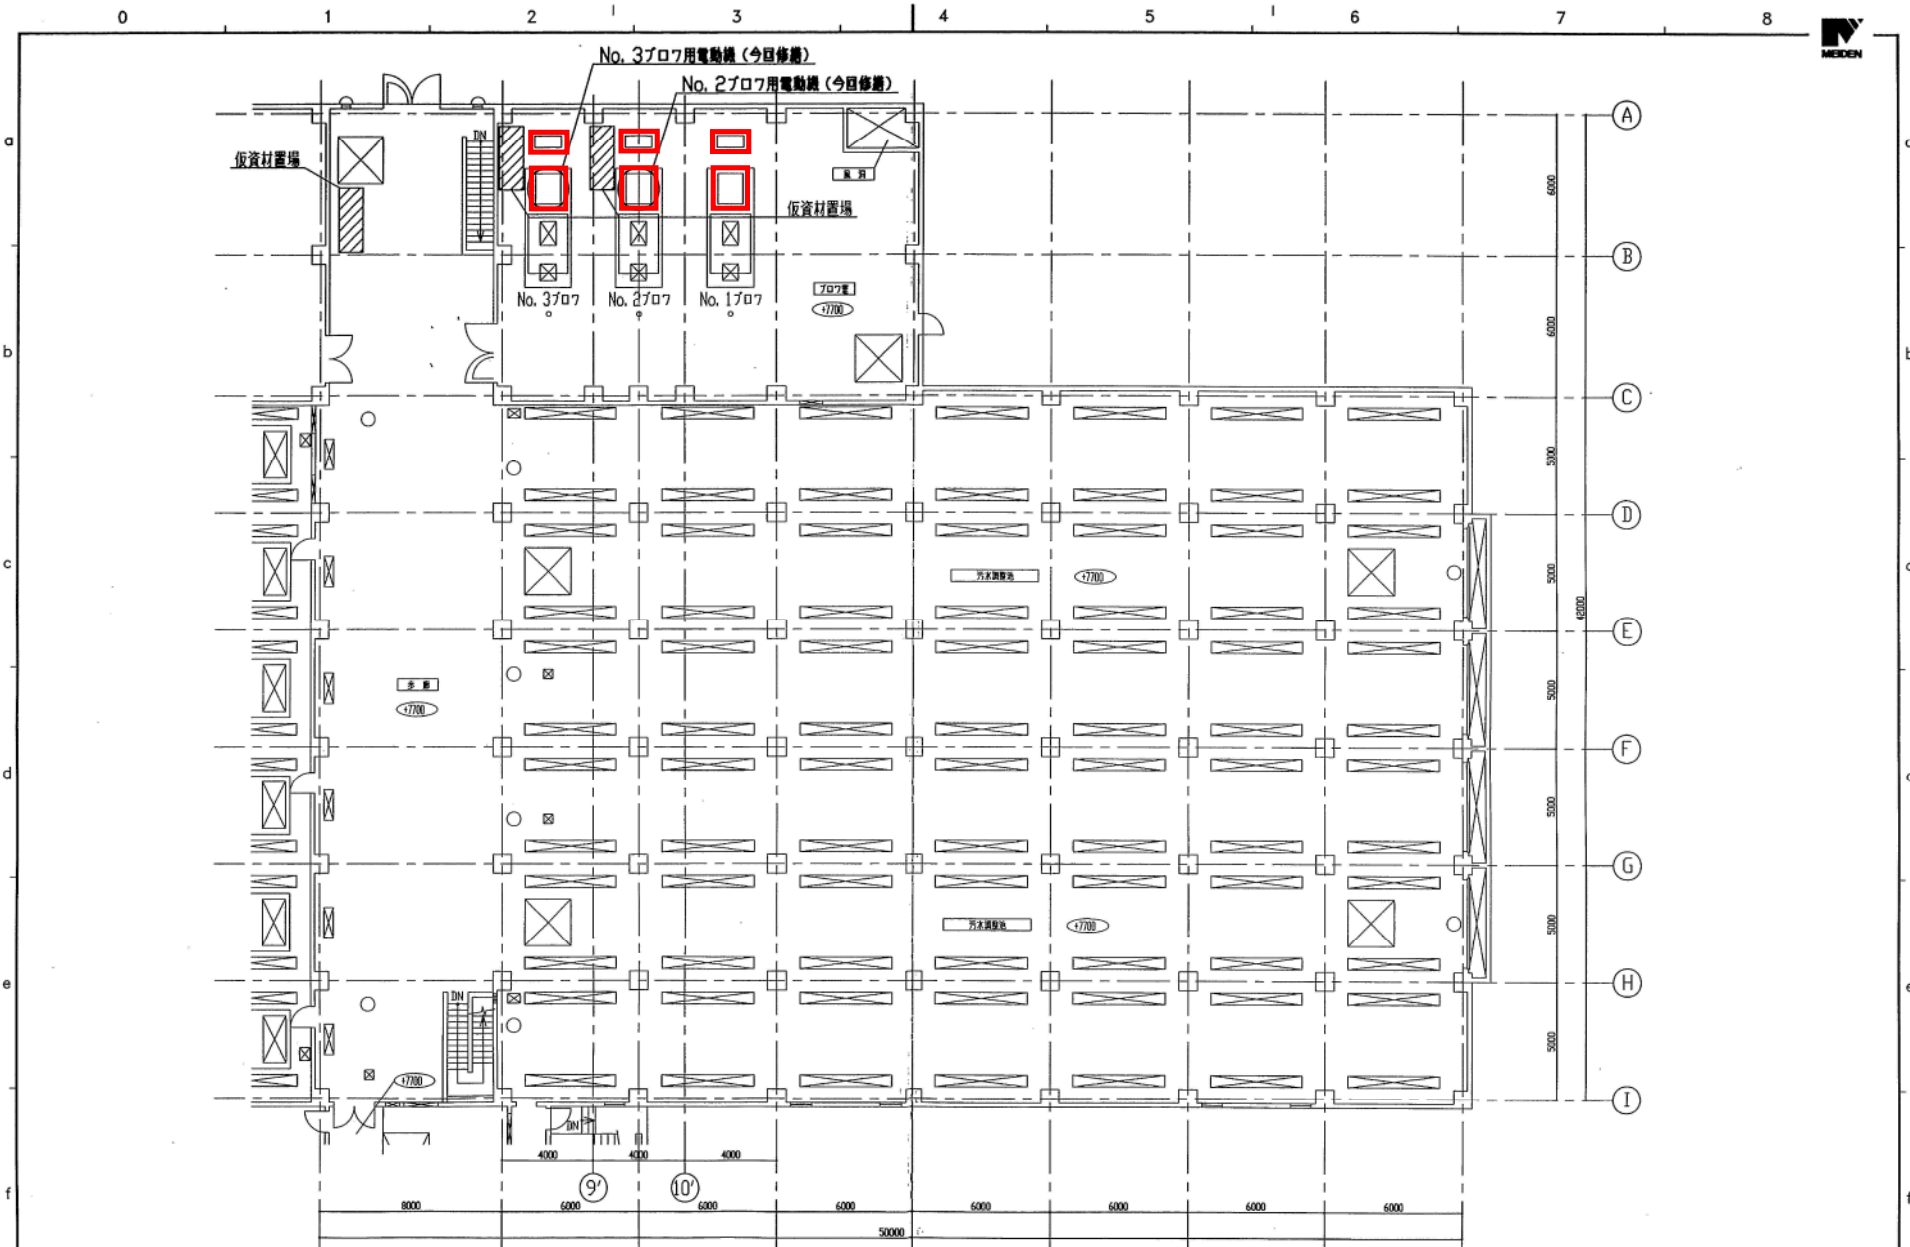 0 1 2 3 4 5 6 7 8
MEIDEN
No. 3ブロワ用電動機 (今回修繕)
No. 2ブロワ用電動機 (今回修繕)
A
a
DN
仮資材置場
風洞
6000
仮資材置場
B
No. 3ブロワ No. 2ブロワ No. 1ブロワ
ブロワ室
+7700
6000
b
C
5000
D
c
汚水調整池 +7700
5000
42000
E
歩廊
+7700
5000
F
d
5000
G
汚水調整池 +7700
5000
e
H
DN
5000
+7700
I
DN
4000 4000 4000
9' 10'
f
8000 6000 6000 6000 6000 6000 6000 6000
50000